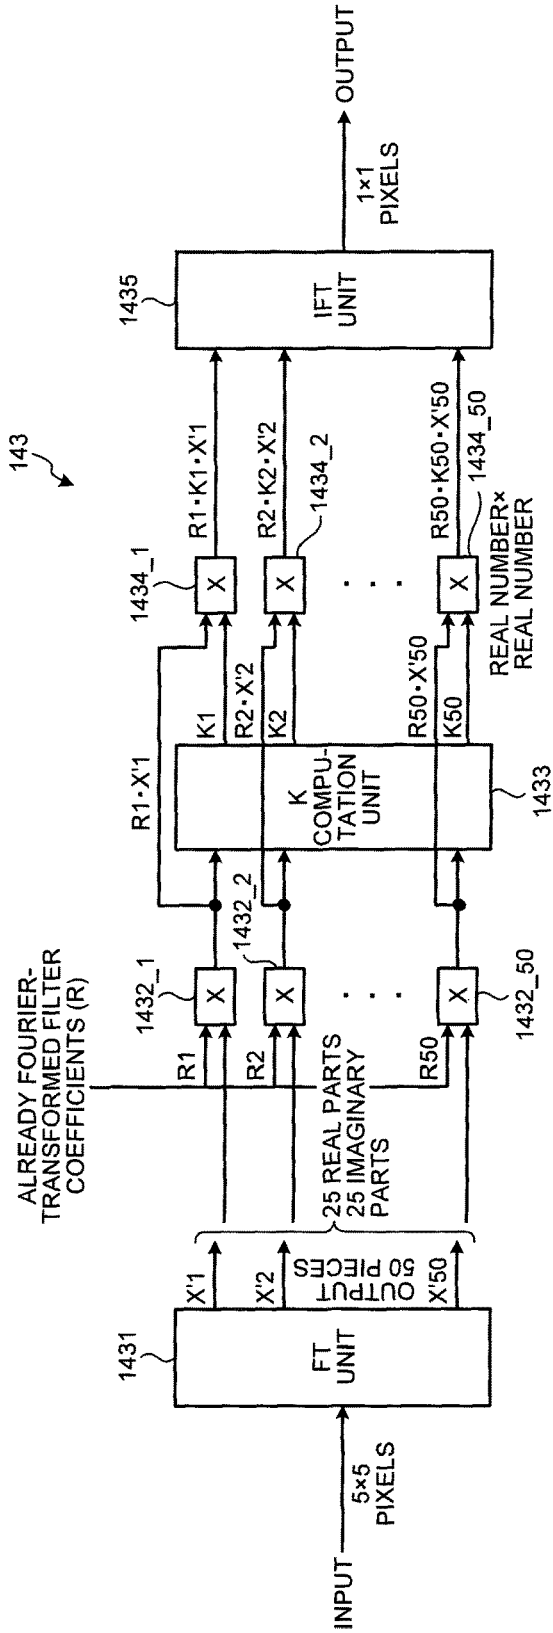 143
INPUT
5×5
PIXELS
1431
FT
UNIT
X'1
X'2
X'50
OUTPUT
50 PIECES
25 REAL PARTS
25 IMAGINARY
PARTS
ALREADY FOURIER-
TRANSFORMED FILTER
COEFFICIENTS (R)
R1
R2
R50
1432_1
X
1432_2
X
1432_50
X
· · ·
R1·X'1
R2·X'2
R50·X'50
K
COMPU-
TATION
UNIT
1433
K1
K2
K50
1434_1
X
1434_2
X
1434_50
X
· · ·
REAL NUMBER×
REAL NUMBER
R1·K1·X'1
R2·K2·X'2
R50·K50·X'50
1435
IFT
UNIT
1×1
PIXELS
OUTPUT